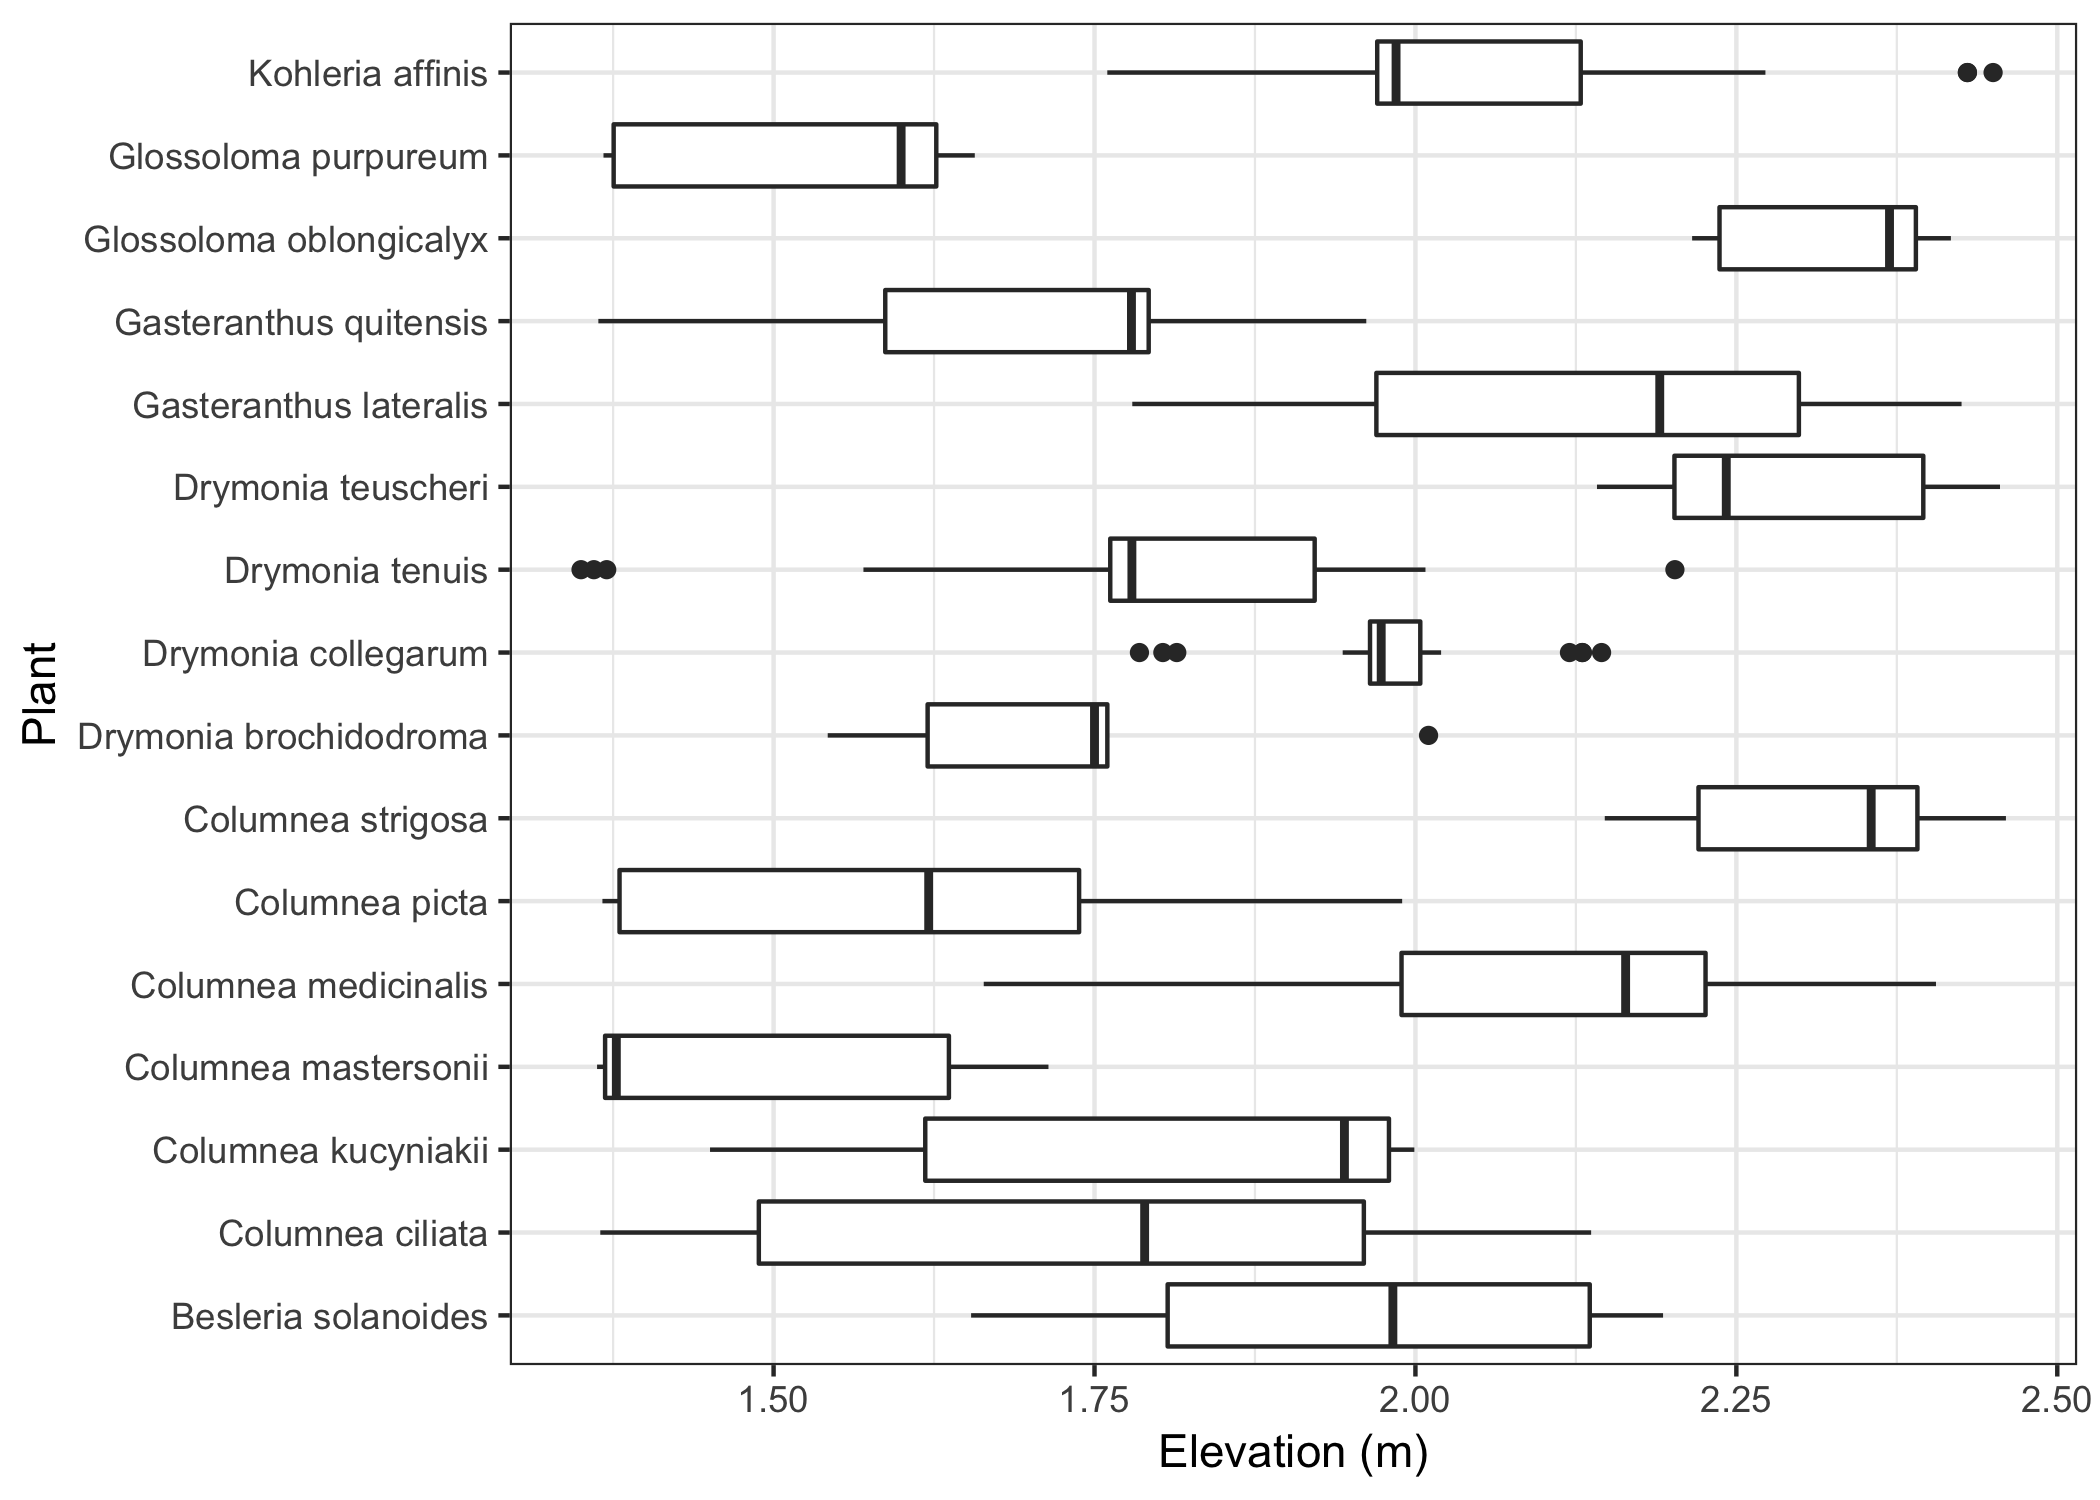 Kohleria affinis
Glossoloma purpureum
Glossoloma oblongicalyx
Gasteranthus quitensis
Gasteranthus lateralis
Drymonia teuscheri
Drymonia tenuis
Drymonia collegarum
Drymonia brochidodroma
Columnea strigosa
Columnea picta
Columnea medicinalis
Columnea mastersonii
Columnea kucyniakii
Columnea ciliata
Besleria solanoides
Plant
1.50 1.75 2.00 2.25 2.50
Elevation (m)